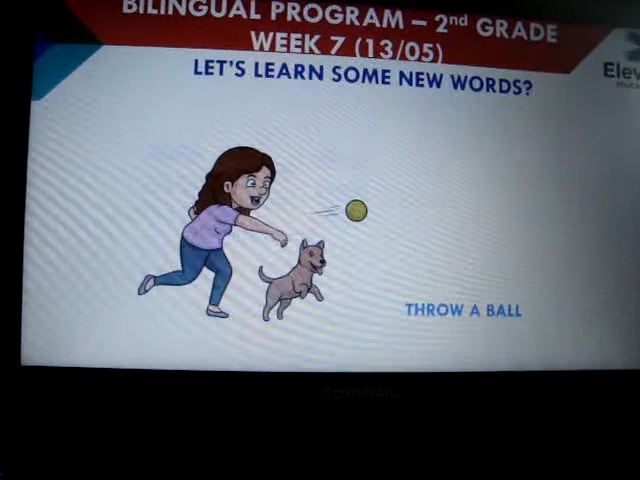 BILINGUAL PROGRAM – 2nd GRADE
WEEK 7 (13/05)
LET'S LEARN SOME NEW WORDS?
THROW A BALL